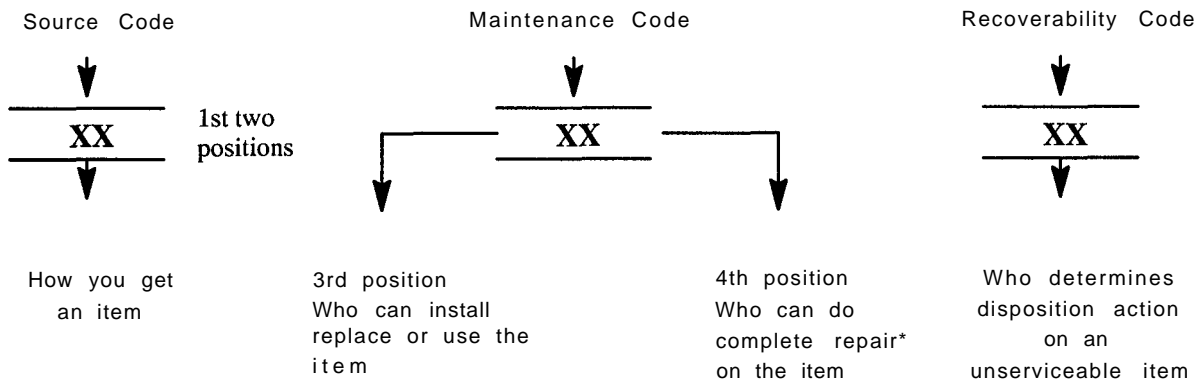 Source Code
Maintenance Code
Recoverability Code
XX
1st two
positions
XX
XX
How you get
an item
3rd position
Who can install
replace or use the
item
4th position
Who can do
complete repair*
on the item
Who determines
disposition action
on an
unserviceable item